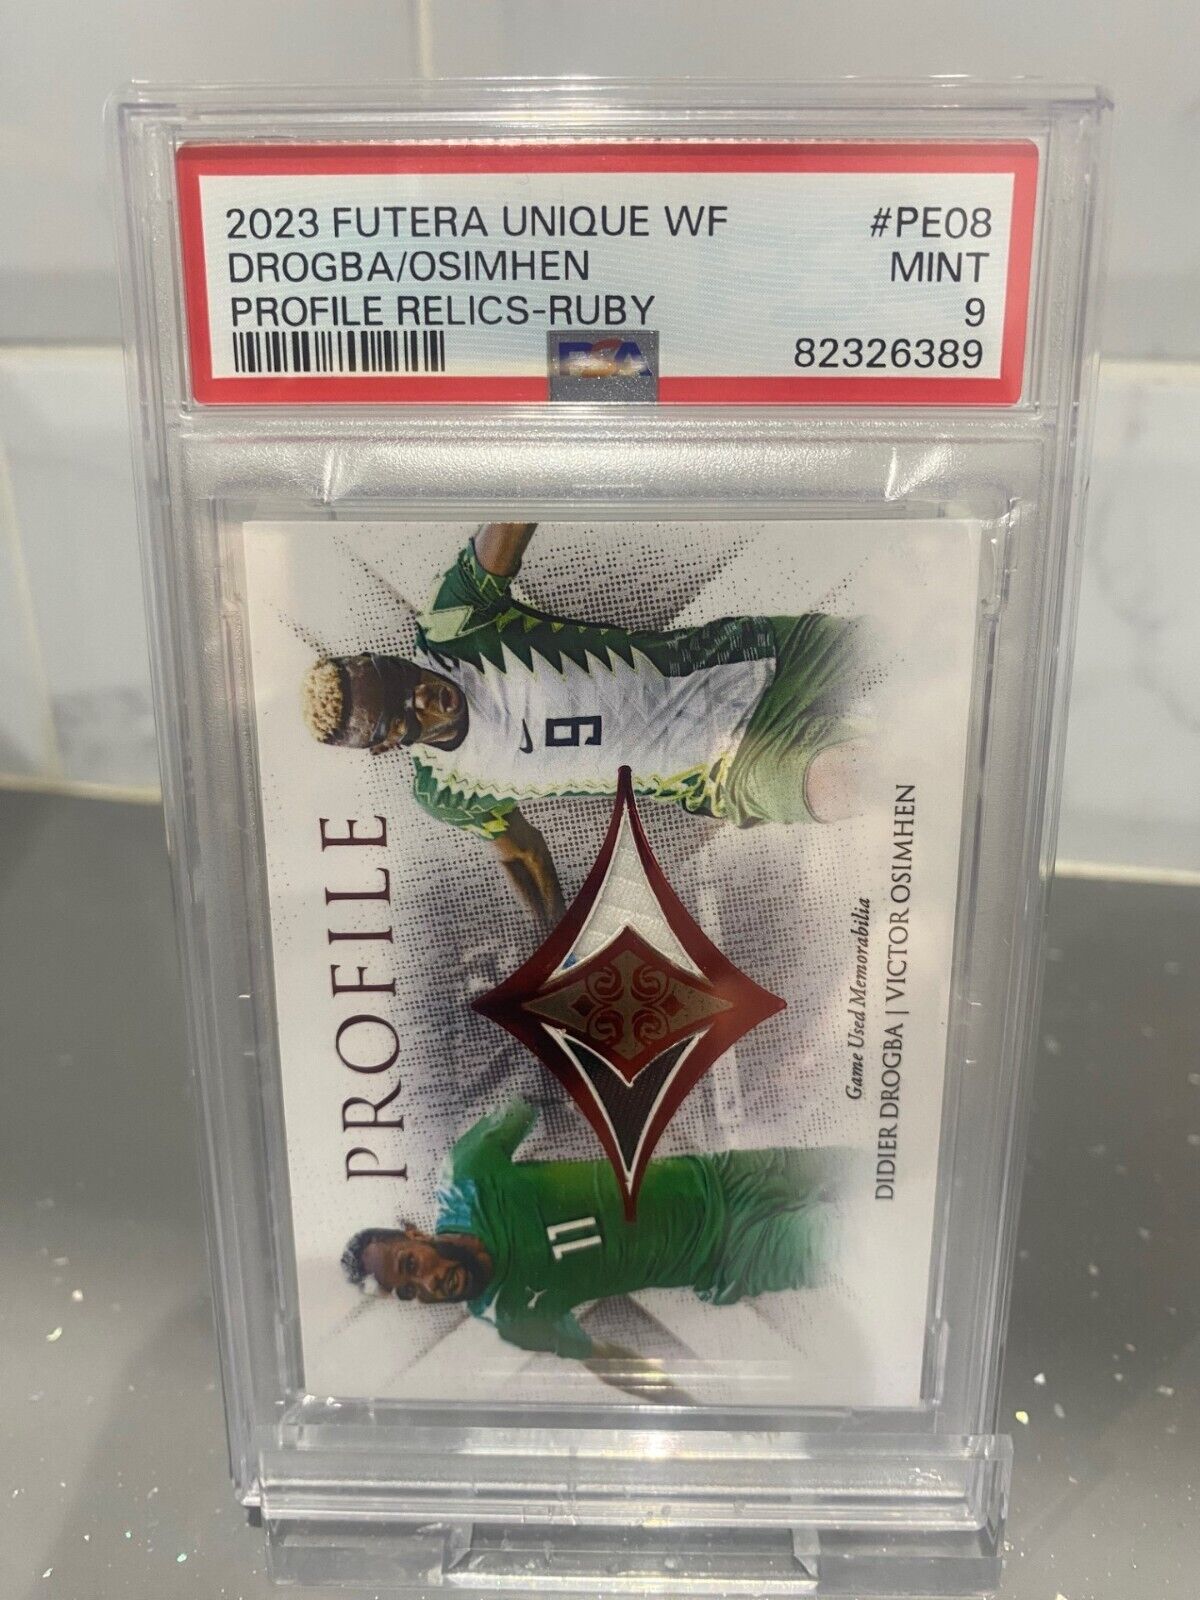 2023 FUTERA UNIQUE WF #PE08
DROGBA/OSIMHEN MINT
PROFILE RELICS-RUBY 9
PSA 82326389
PROFILE
9
11
Game Used Memorabilia
DIDIER DROGBA | VICTOR OSIMHEN